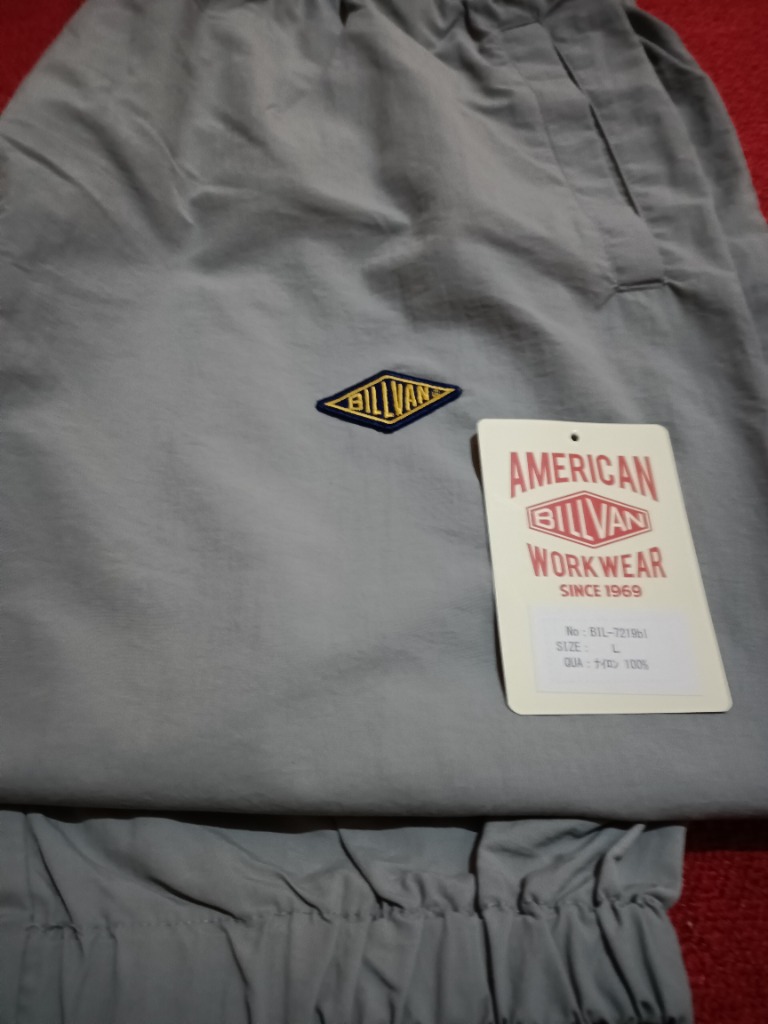 BILLVAN
AMERICAN
BILLVAN
WORKWEAR
SINCE 1969
No : BIL-7219bl
SIZE : L
QUA : ナイロン 100%